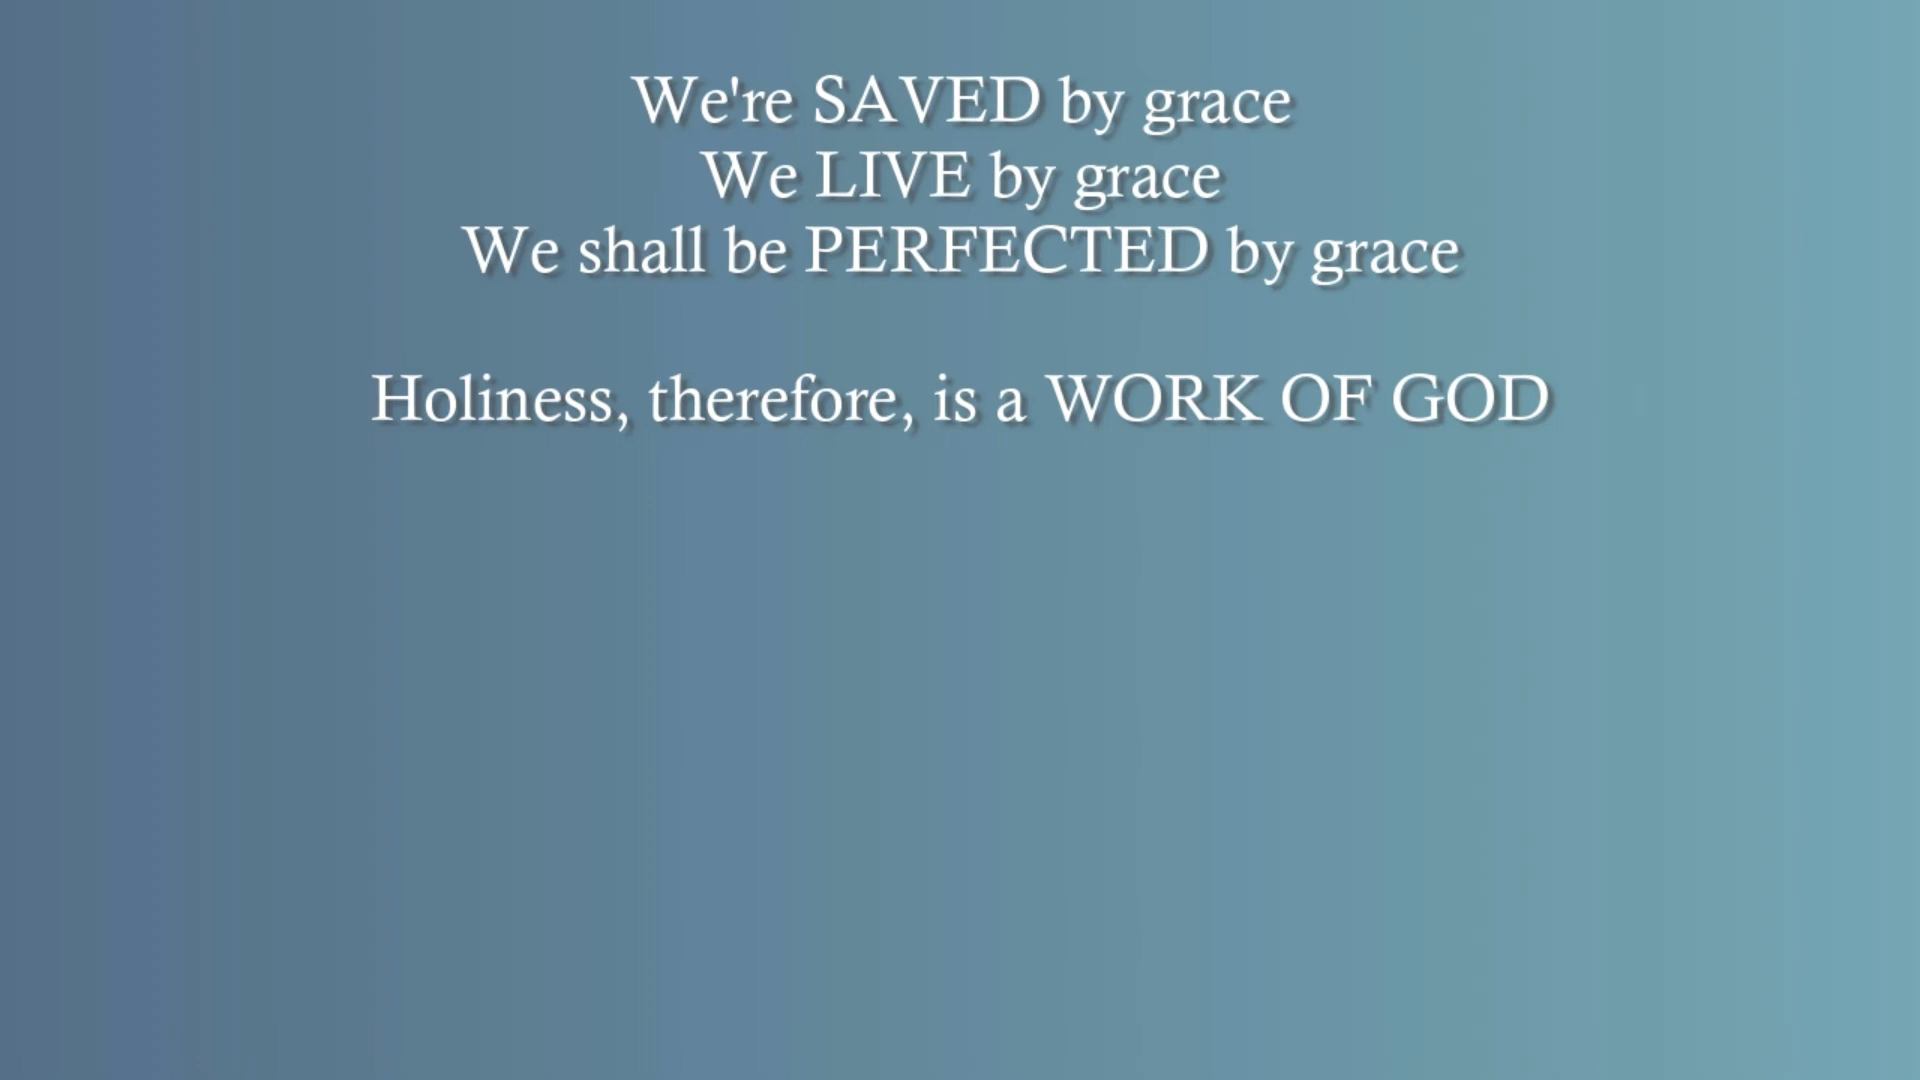 We're SAVED by grace
We LIVE by grace
We shall be PERFECTED by grace
Holiness, therefore, is a WORK OF GOD